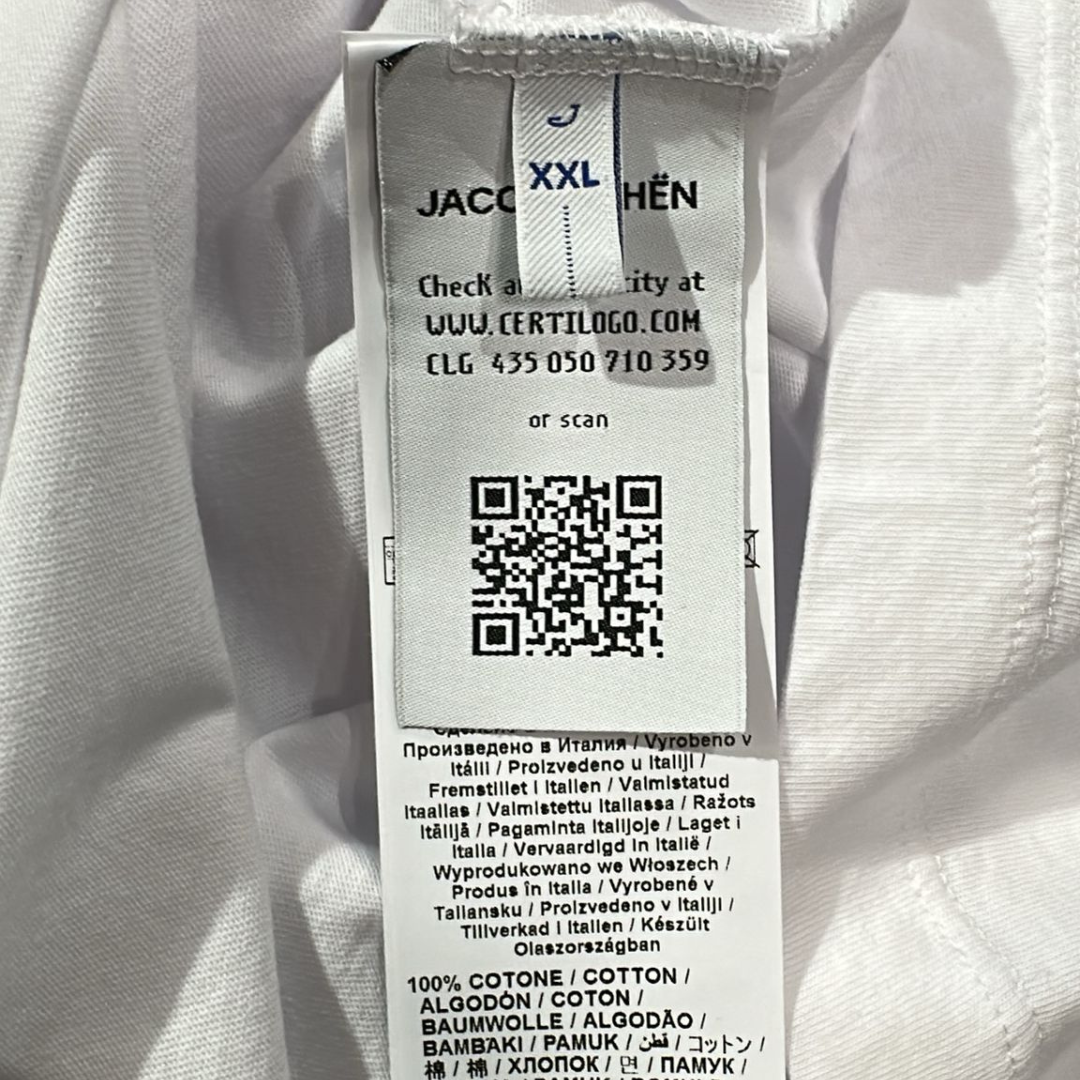 XXL
JACO HËN
Check a ity at
WWW.CERTILOGO.COM
CLG 435 050 710 359
or scan
Произведено в Италия / Vyrobeno v
Itálii / Proizvedeno u Italiji /
Fremstillet i Italien / Valmistatud
Itaalias / Valmistettu Italiassa / Ražots
Itālijā / Pagaminta Italijoje / Laget i
Italia / Vervaardigd in Italië /
Wyprodukowano we Włoszech /
Produs în Italia / Vyrobené v
Taliansku / Proizvedeno v Italiji /
Tillverkad i Italien / Készült
Olaszországban
100% COTONE / COTTON /
ALGODÓN / COTON /
BAUMWOLLE / ALGODÃO /
ΒΑΜΒΆΚΙ / PAMUK / قطن / コットン /
棉 / 棉 / ХЛОПОК / 면 / ПАМУК /